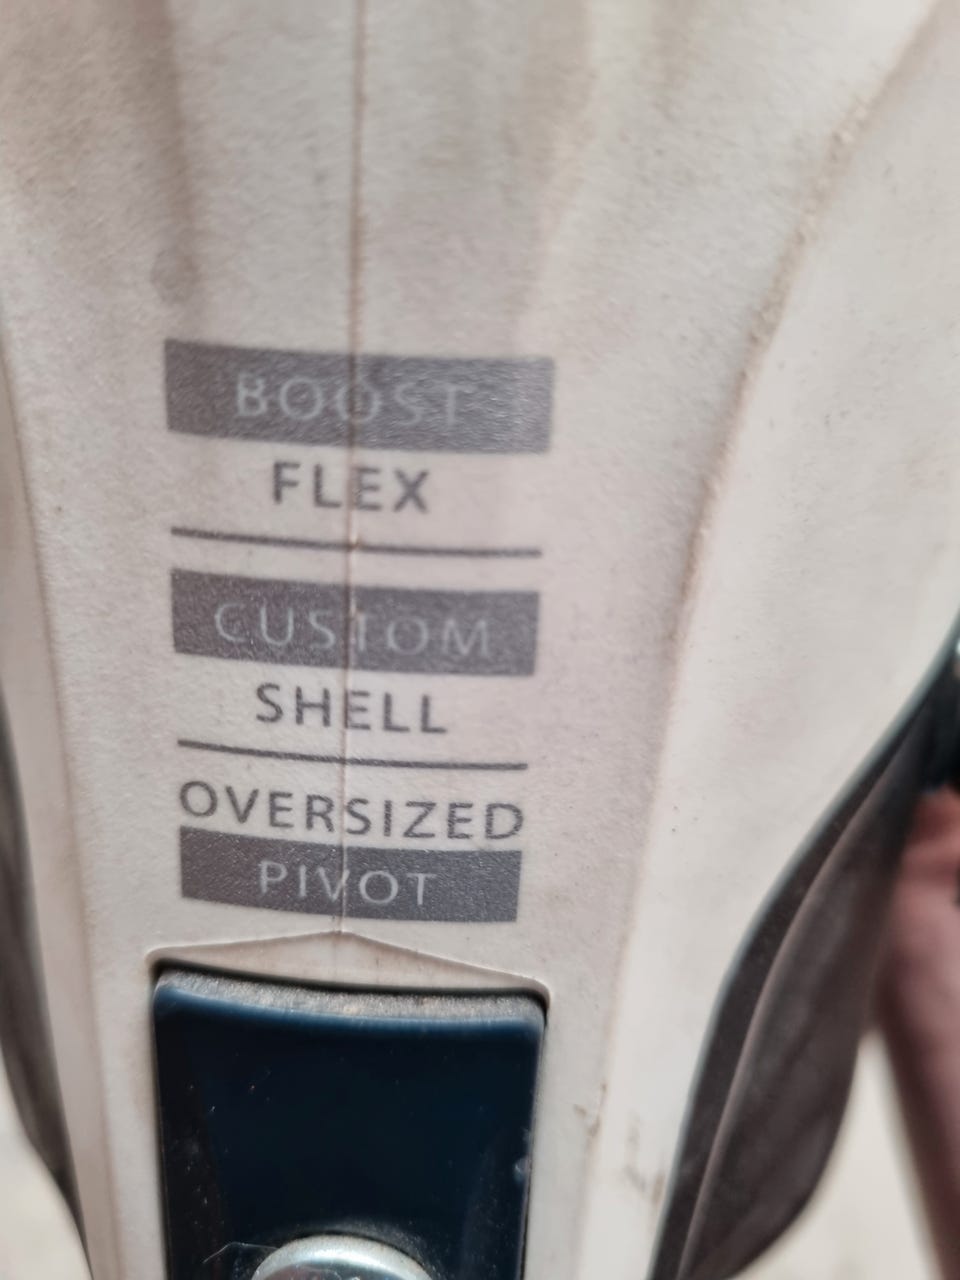 BOOST
FLEX
CUSTOM
SHELL
OVERSIZED
PIVOT